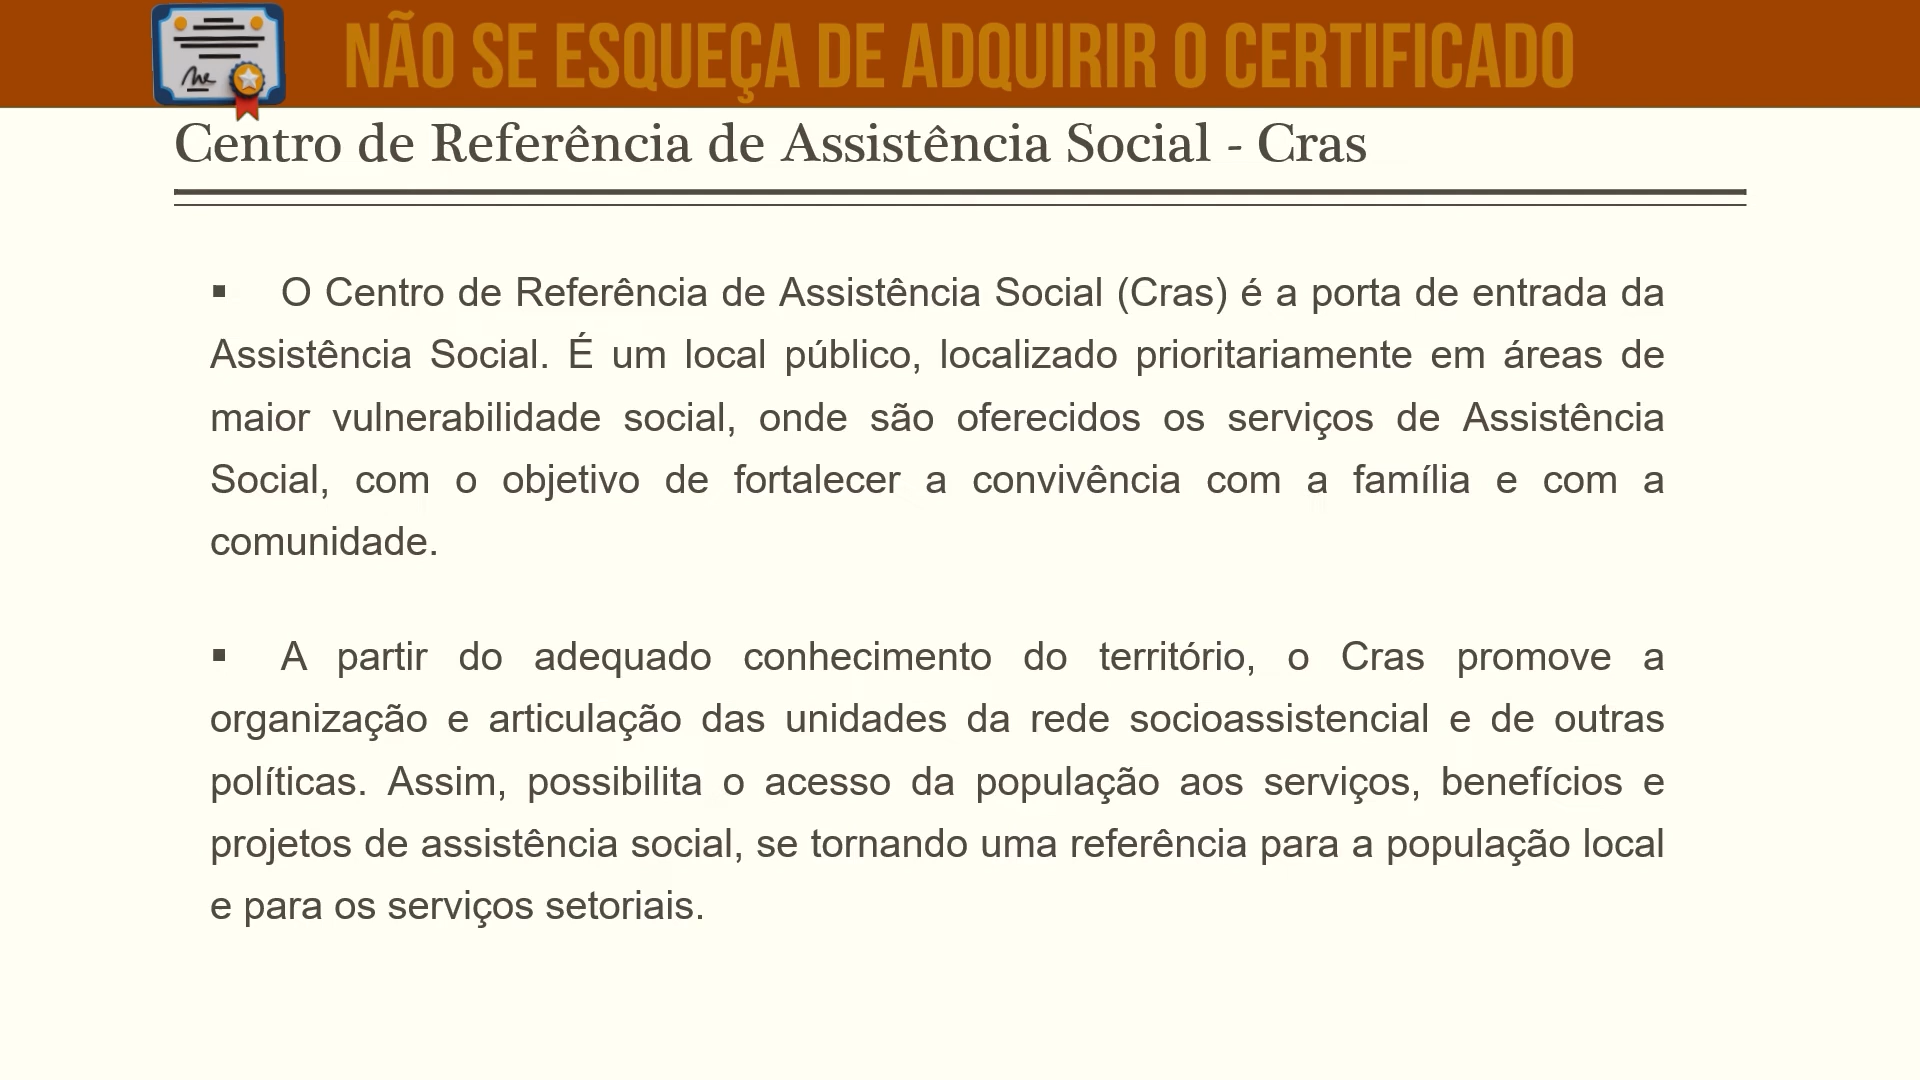 NÃO SE ESQUEÇA DE ADQUIRIR O CERTIFICADO
Centro de Referência de Assistência Social - Cras
▪ O Centro de Referência de Assistência Social (Cras) é a porta de entrada da
Assistência Social. É um local público, localizado prioritariamente em áreas de
maior vulnerabilidade social, onde são oferecidos os serviços de Assistência
Social, com o objetivo de fortalecer a convivência com a família e com a
comunidade.
▪ A partir do adequado conhecimento do território, o Cras promove a
organização e articulação das unidades da rede socioassistencial e de outras
políticas. Assim, possibilita o acesso da população aos serviços, benefícios e
projetos de assistência social, se tornando uma referência para a população local
e para os serviços setoriais.